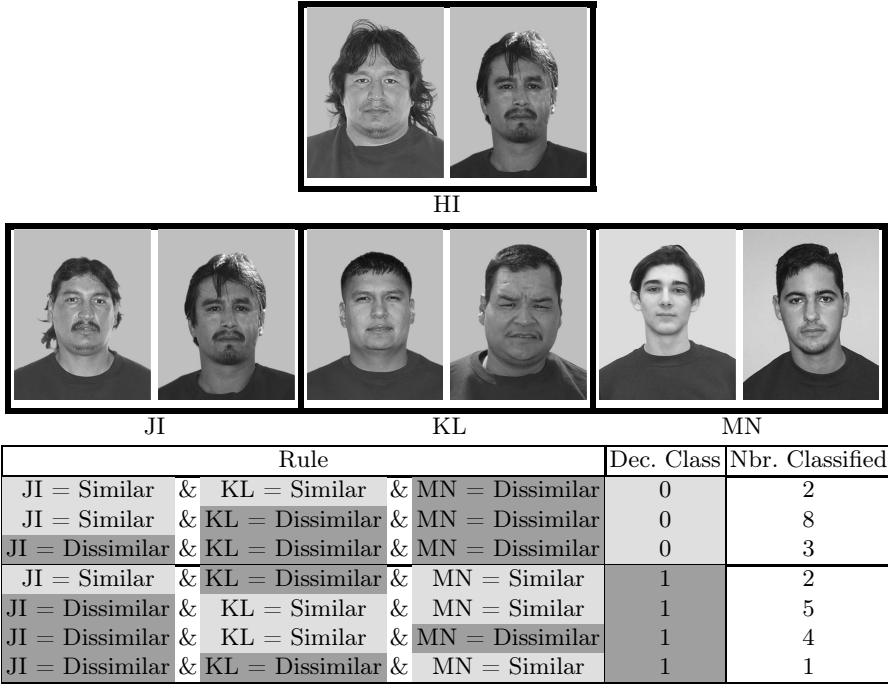 HI
JI KL MN
Rule Dec. Class Nbr. Classified
JI = Similar & KL = Similar & MN = Dissimilar 0 2
JI = Similar & KL = Dissimilar & MN = Dissimilar 0 8
JI = Dissimilar & KL = Dissimilar & MN = Dissimilar 0 3
JI = Similar & KL = Dissimilar & MN = Similar 1 2
JI = Dissimilar & KL = Similar & MN = Similar 1 5
JI = Dissimilar & KL = Similar & MN = Dissimilar 1 4
JI = Dissimilar & KL = Dissimilar & MN = Similar 1 1